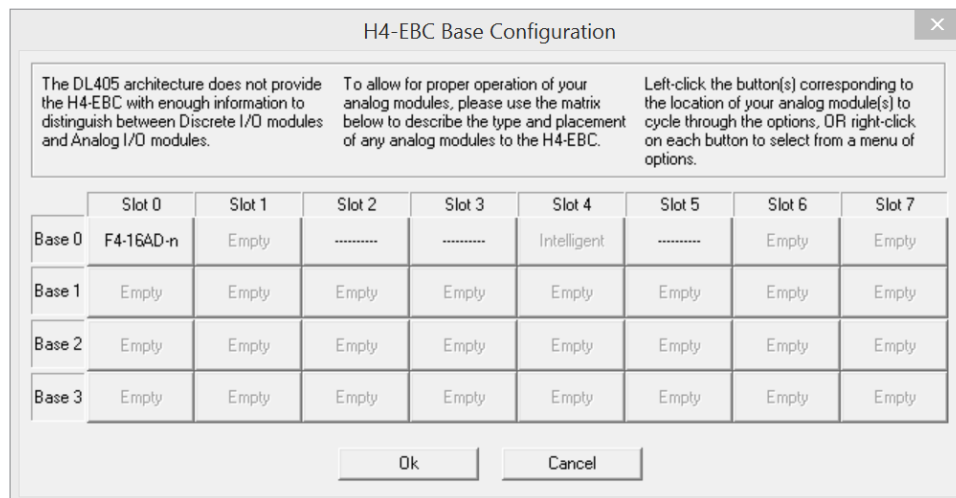 H4-EBC Base Configuration
The DL405 architecture does not provide
the H4-EBC with enough information to
distinguish between Discrete I/O modules
and Analog I/O modules.
To allow for proper operation of your
analog modules, please use the matrix
below to describe the type and placement
of any analog modules to the H4-EBC.
Left-click the button(s) corresponding to
the location of your analog module(s) to
cycle through the options, OR right-click
on each button to select from a menu of
options.
Slot 0 Slot 1 Slot 2 Slot 3 Slot 4 Slot 5 Slot 6 Slot 7
Base 0 F4-16AD-n Empty ---------- ---------- Intelligent ---------- Empty Empty
Base 1 Empty Empty Empty Empty Empty Empty Empty Empty
Base 2 Empty Empty Empty Empty Empty Empty Empty Empty
Base 3 Empty Empty Empty Empty Empty Empty Empty Empty
Ok Cancel